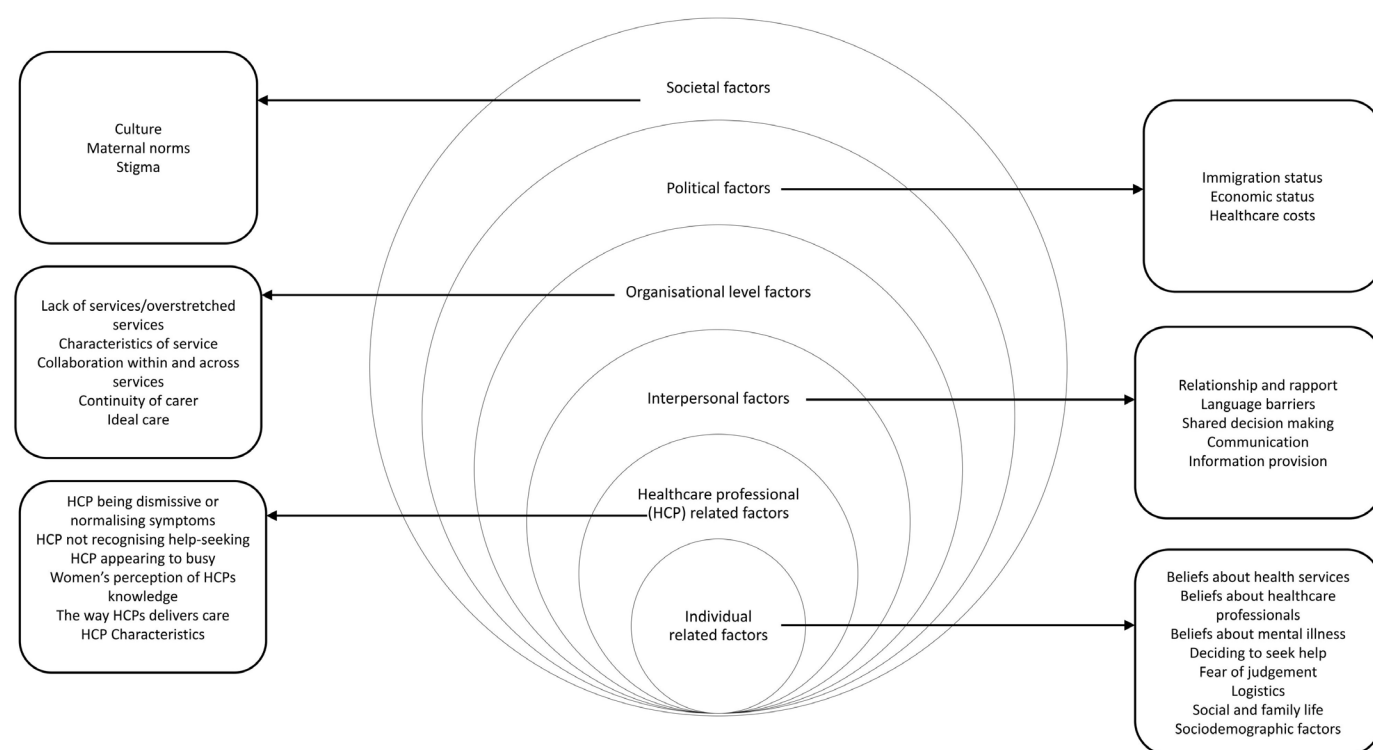 Societal factors
Culture
Maternal norms
Stigma
Political factors
Immigration status
Economic status
Healthcare costs
Organisational level factors
Lack of services/overstretched
services
Characteristics of service
Collaboration within and across
services
Continuity of carer
Ideal care
Interpersonal factors
Relationship and rapport
Language barriers
Shared decision making
Communication
Information provision
Healthcare professional
(HCP) related factors
HCP being dismissive or
normalising symptoms
HCP not recognising help-seeking
HCP appearing to busy
Women's perception of HCPs
knowledge
The way HCPs delivers care
HCP Characteristics
Individual
related factors
Beliefs about health services
Beliefs about healthcare
professionals
Beliefs about mental illness
Deciding to seek help
Fear of judgement
Logistics
Social and family life
Sociodemographic factors